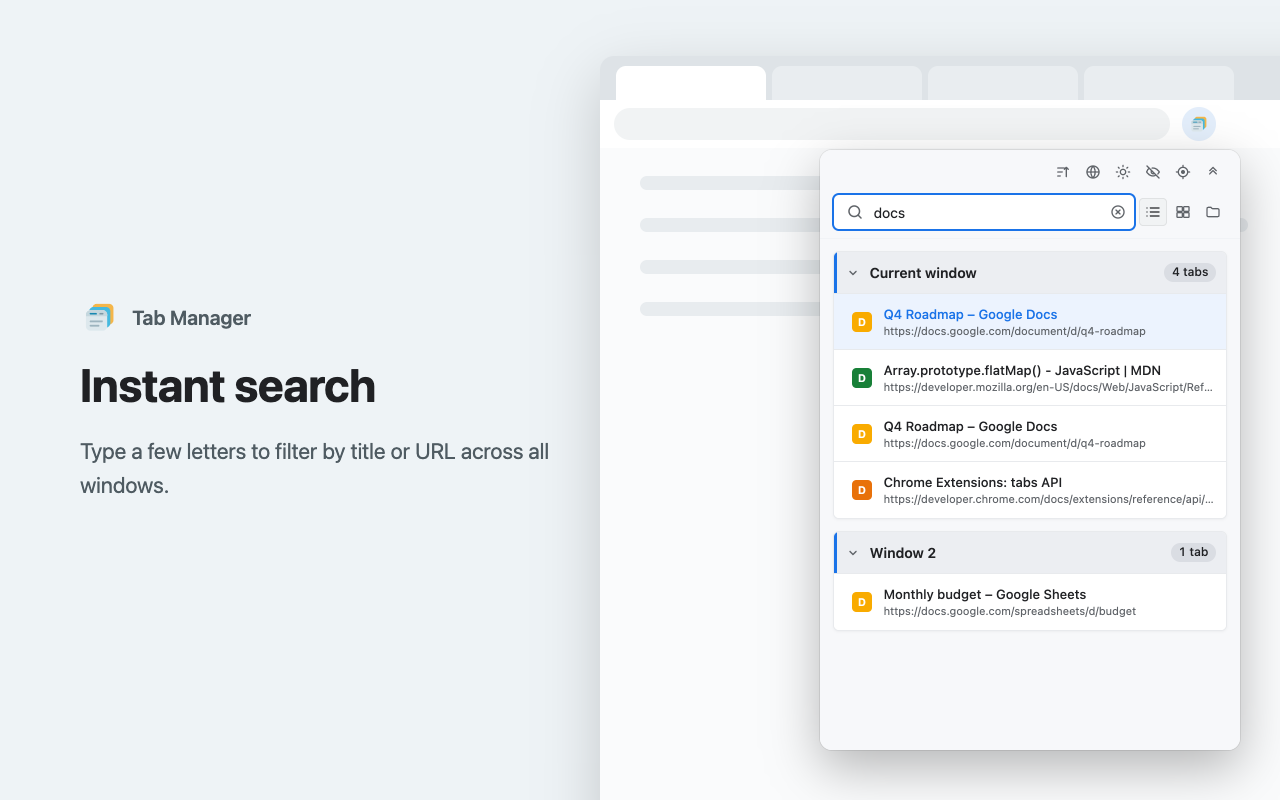 Tab Manager
Instant search
Type a few letters to filter by title or URL across all
windows.
docs
Current window
4 tabs
D
Q4 Roadmap – Google Docs
https://docs.google.com/document/d/q4-roadmap
D
Array.prototype.flatMap() - JavaScript | MDN
https://developer.mozilla.org/en-US/docs/Web/JavaScript/Ref...
D
Q4 Roadmap – Google Docs
https://docs.google.com/document/d/q4-roadmap
D
Chrome Extensions: tabs API
https://developer.chrome.com/docs/extensions/reference/api/...
Window 2
1 tab
D
Monthly budget – Google Sheets
https://docs.google.com/spreadsheets/d/budget